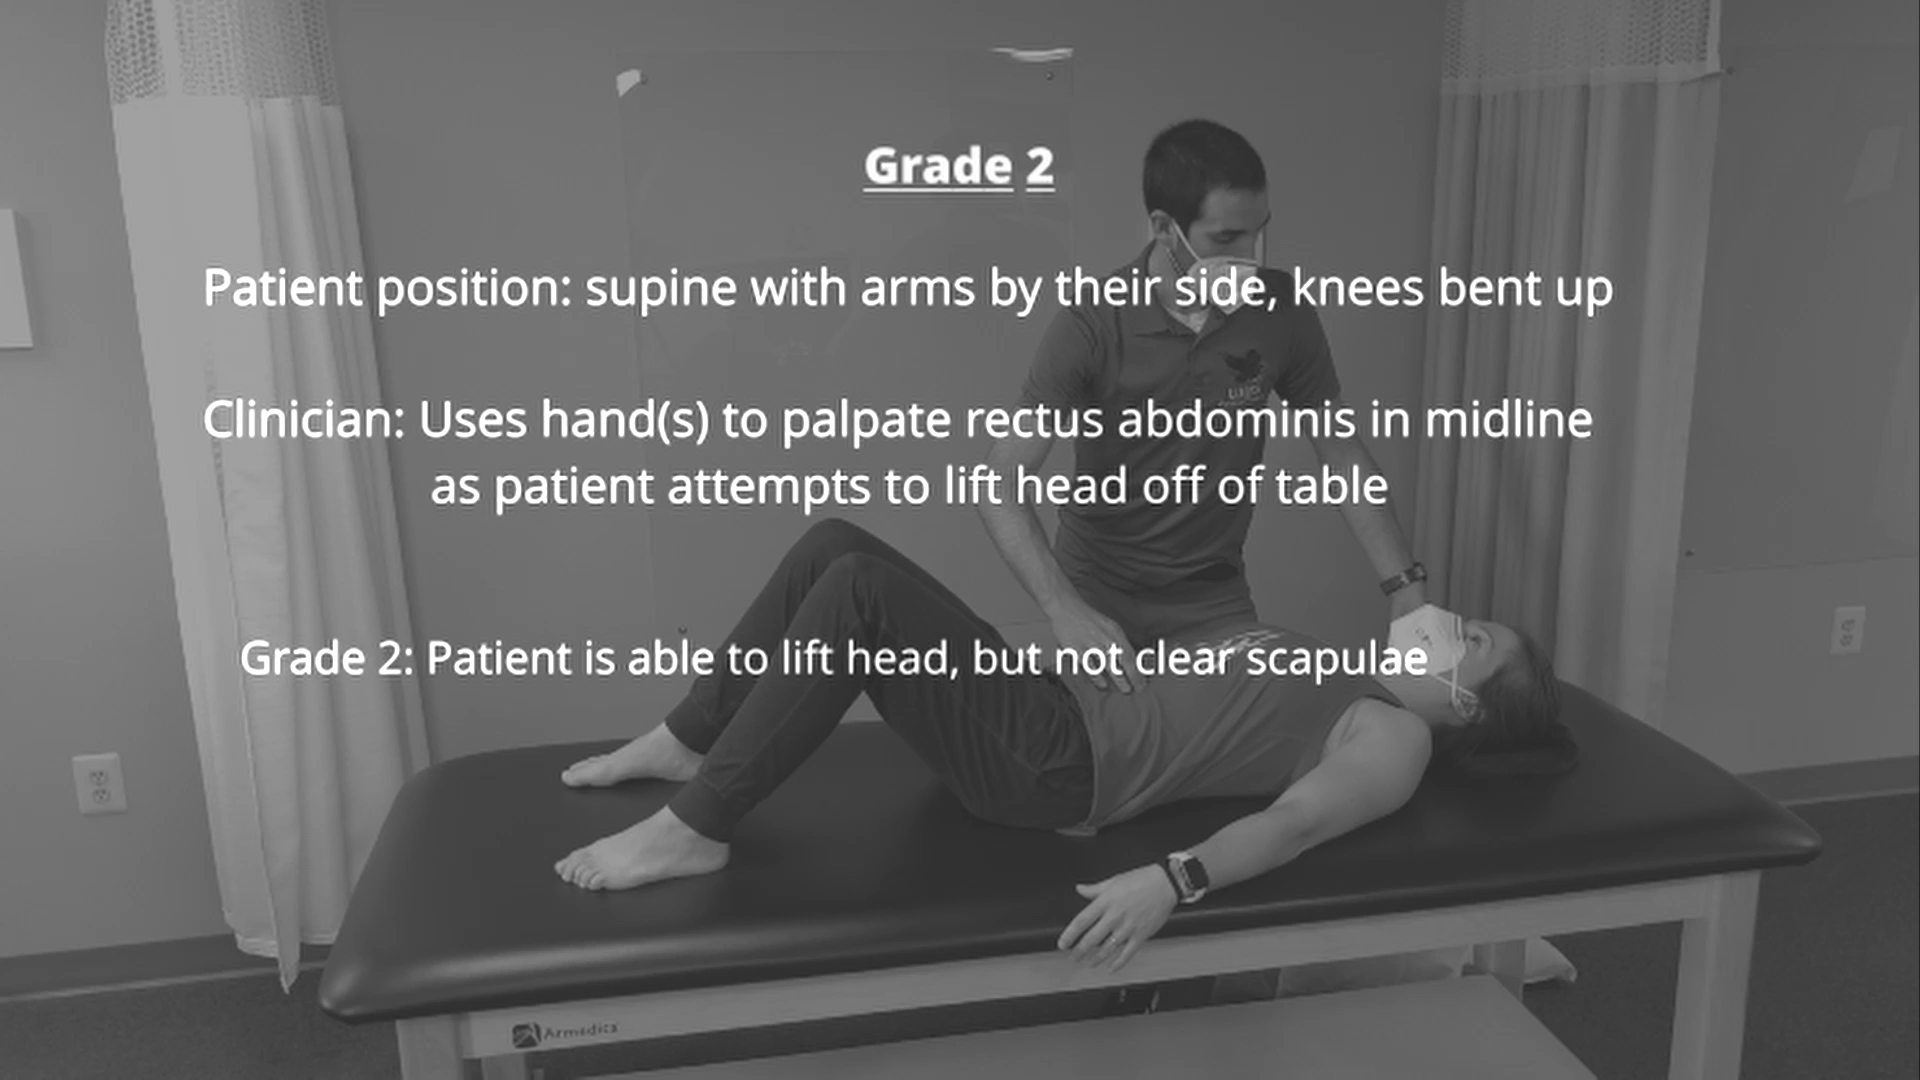 Grade 2
Patient position: supine with arms by their side, knees bent up
Clinician: Uses hand(s) to palpate rectus abdominis in midline
as patient attempts to lift head off of table
Grade 2: Patient is able to lift head, but not clear scapulae
Armedica